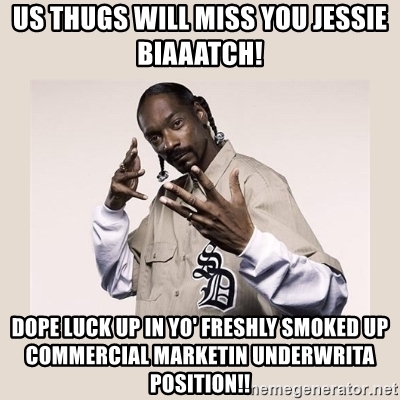 US THUGS WILL MISS YOU JESSIE
BIAAATCH!
SD
DOPE LUCK UP IN YO' FRESHLY SMOKED UP
COMMERCIAL MARKETIN UNDERWRITA
POSITION!!
memegenerator.net